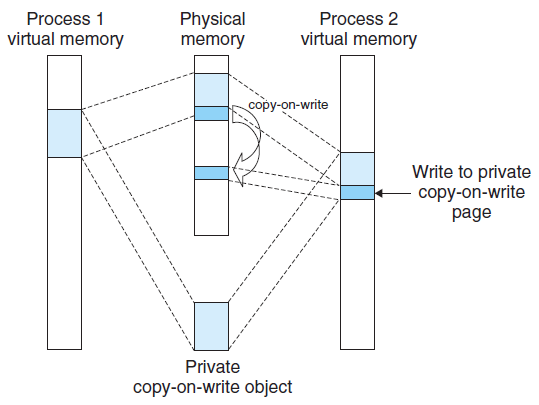 Process 1
virtual memory
Physical
memory
Process 2
virtual memory
copy-on-write
Write to private
copy-on-write
page
Private
copy-on-write object